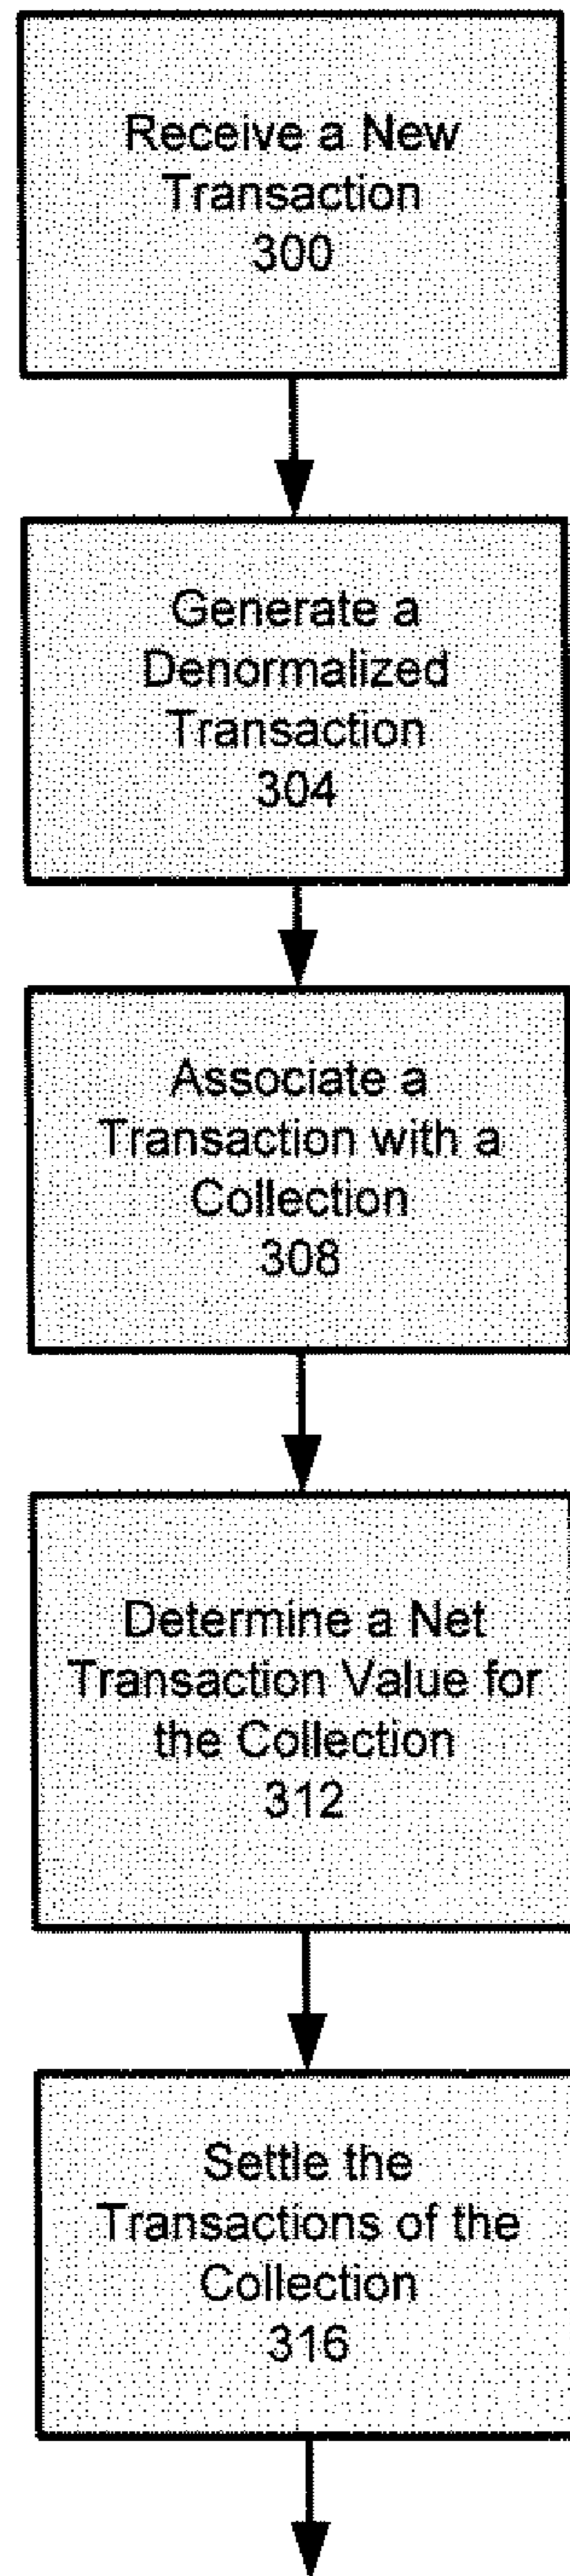 Receive a New
Transaction
300
Generate a
Denormalized
Transaction
304
Associate a
Transaction with a
Collection
308
Determine a Net
Transaction Value for
the Collection
312
Settle the
Transactions of the
Collection
316